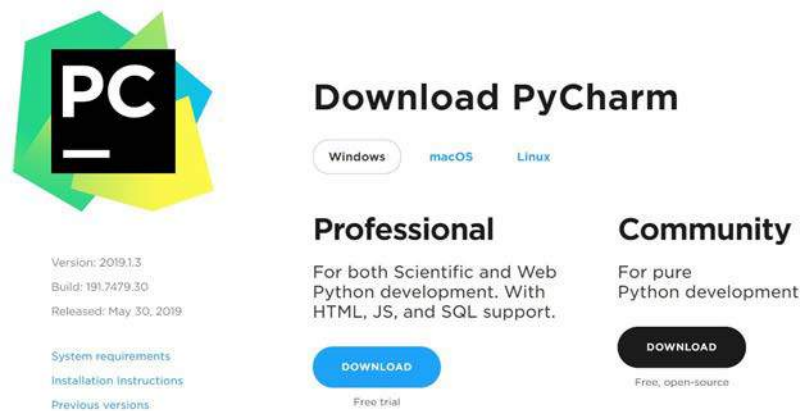 PC
Download PyCharm
Windows macOS Linux
Professional
For both Scientific and Web
Python development. With
HTML, JS, and SQL support.
DOWNLOAD
Free trial
Community
For pure
Python development
DOWNLOAD
Free, open-source
Version: 2019.1.3
Build: 191.7479.30
Released: May 30, 2019
System requirements
Installation Instructions
Previous versions